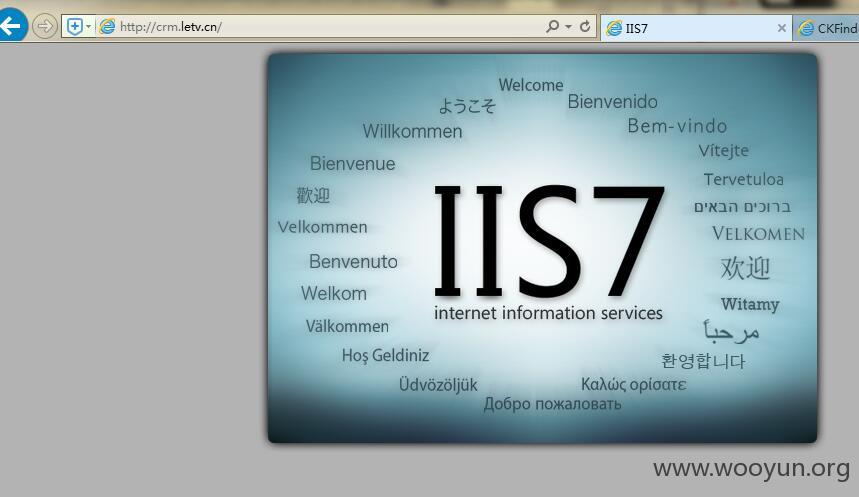 http://crm.letv.cn/
IIS7
CKFind
Welcome
ようこそ
Bienvenido
Willkommen
Bem-vindo
Bienvenue
Vítejte
歡迎
Tervetuloa
ברוכים הבאים
Velkommen
VELKOMEN
Benvenuto
欢迎
Welkom
Witamy
Välkommen
مرحباً
Hoş Geldiniz
환영합니다
Üdvözöljük
Καλώς ορίσατε
Добро пожаловать
IIS7
internet information services
www.wooyun.org